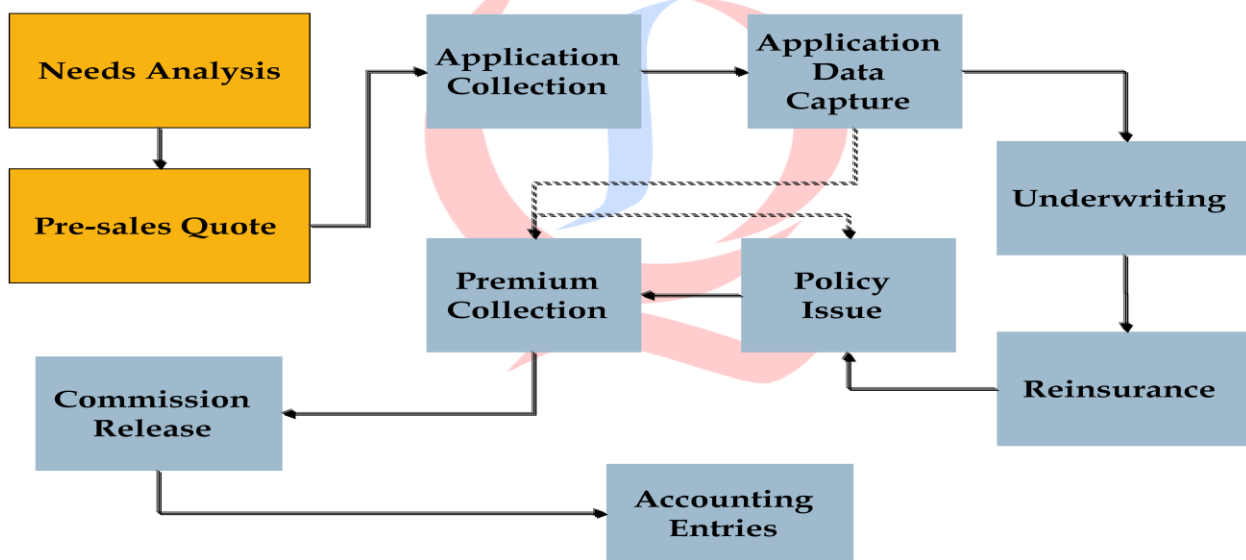 Needs Analysis
Pre-sales Quote
Application
Collection
Application
Data
Capture
Underwriting
Reinsurance
Policy
Issue
Premium
Collection
Commission
Release
Accounting
Entries